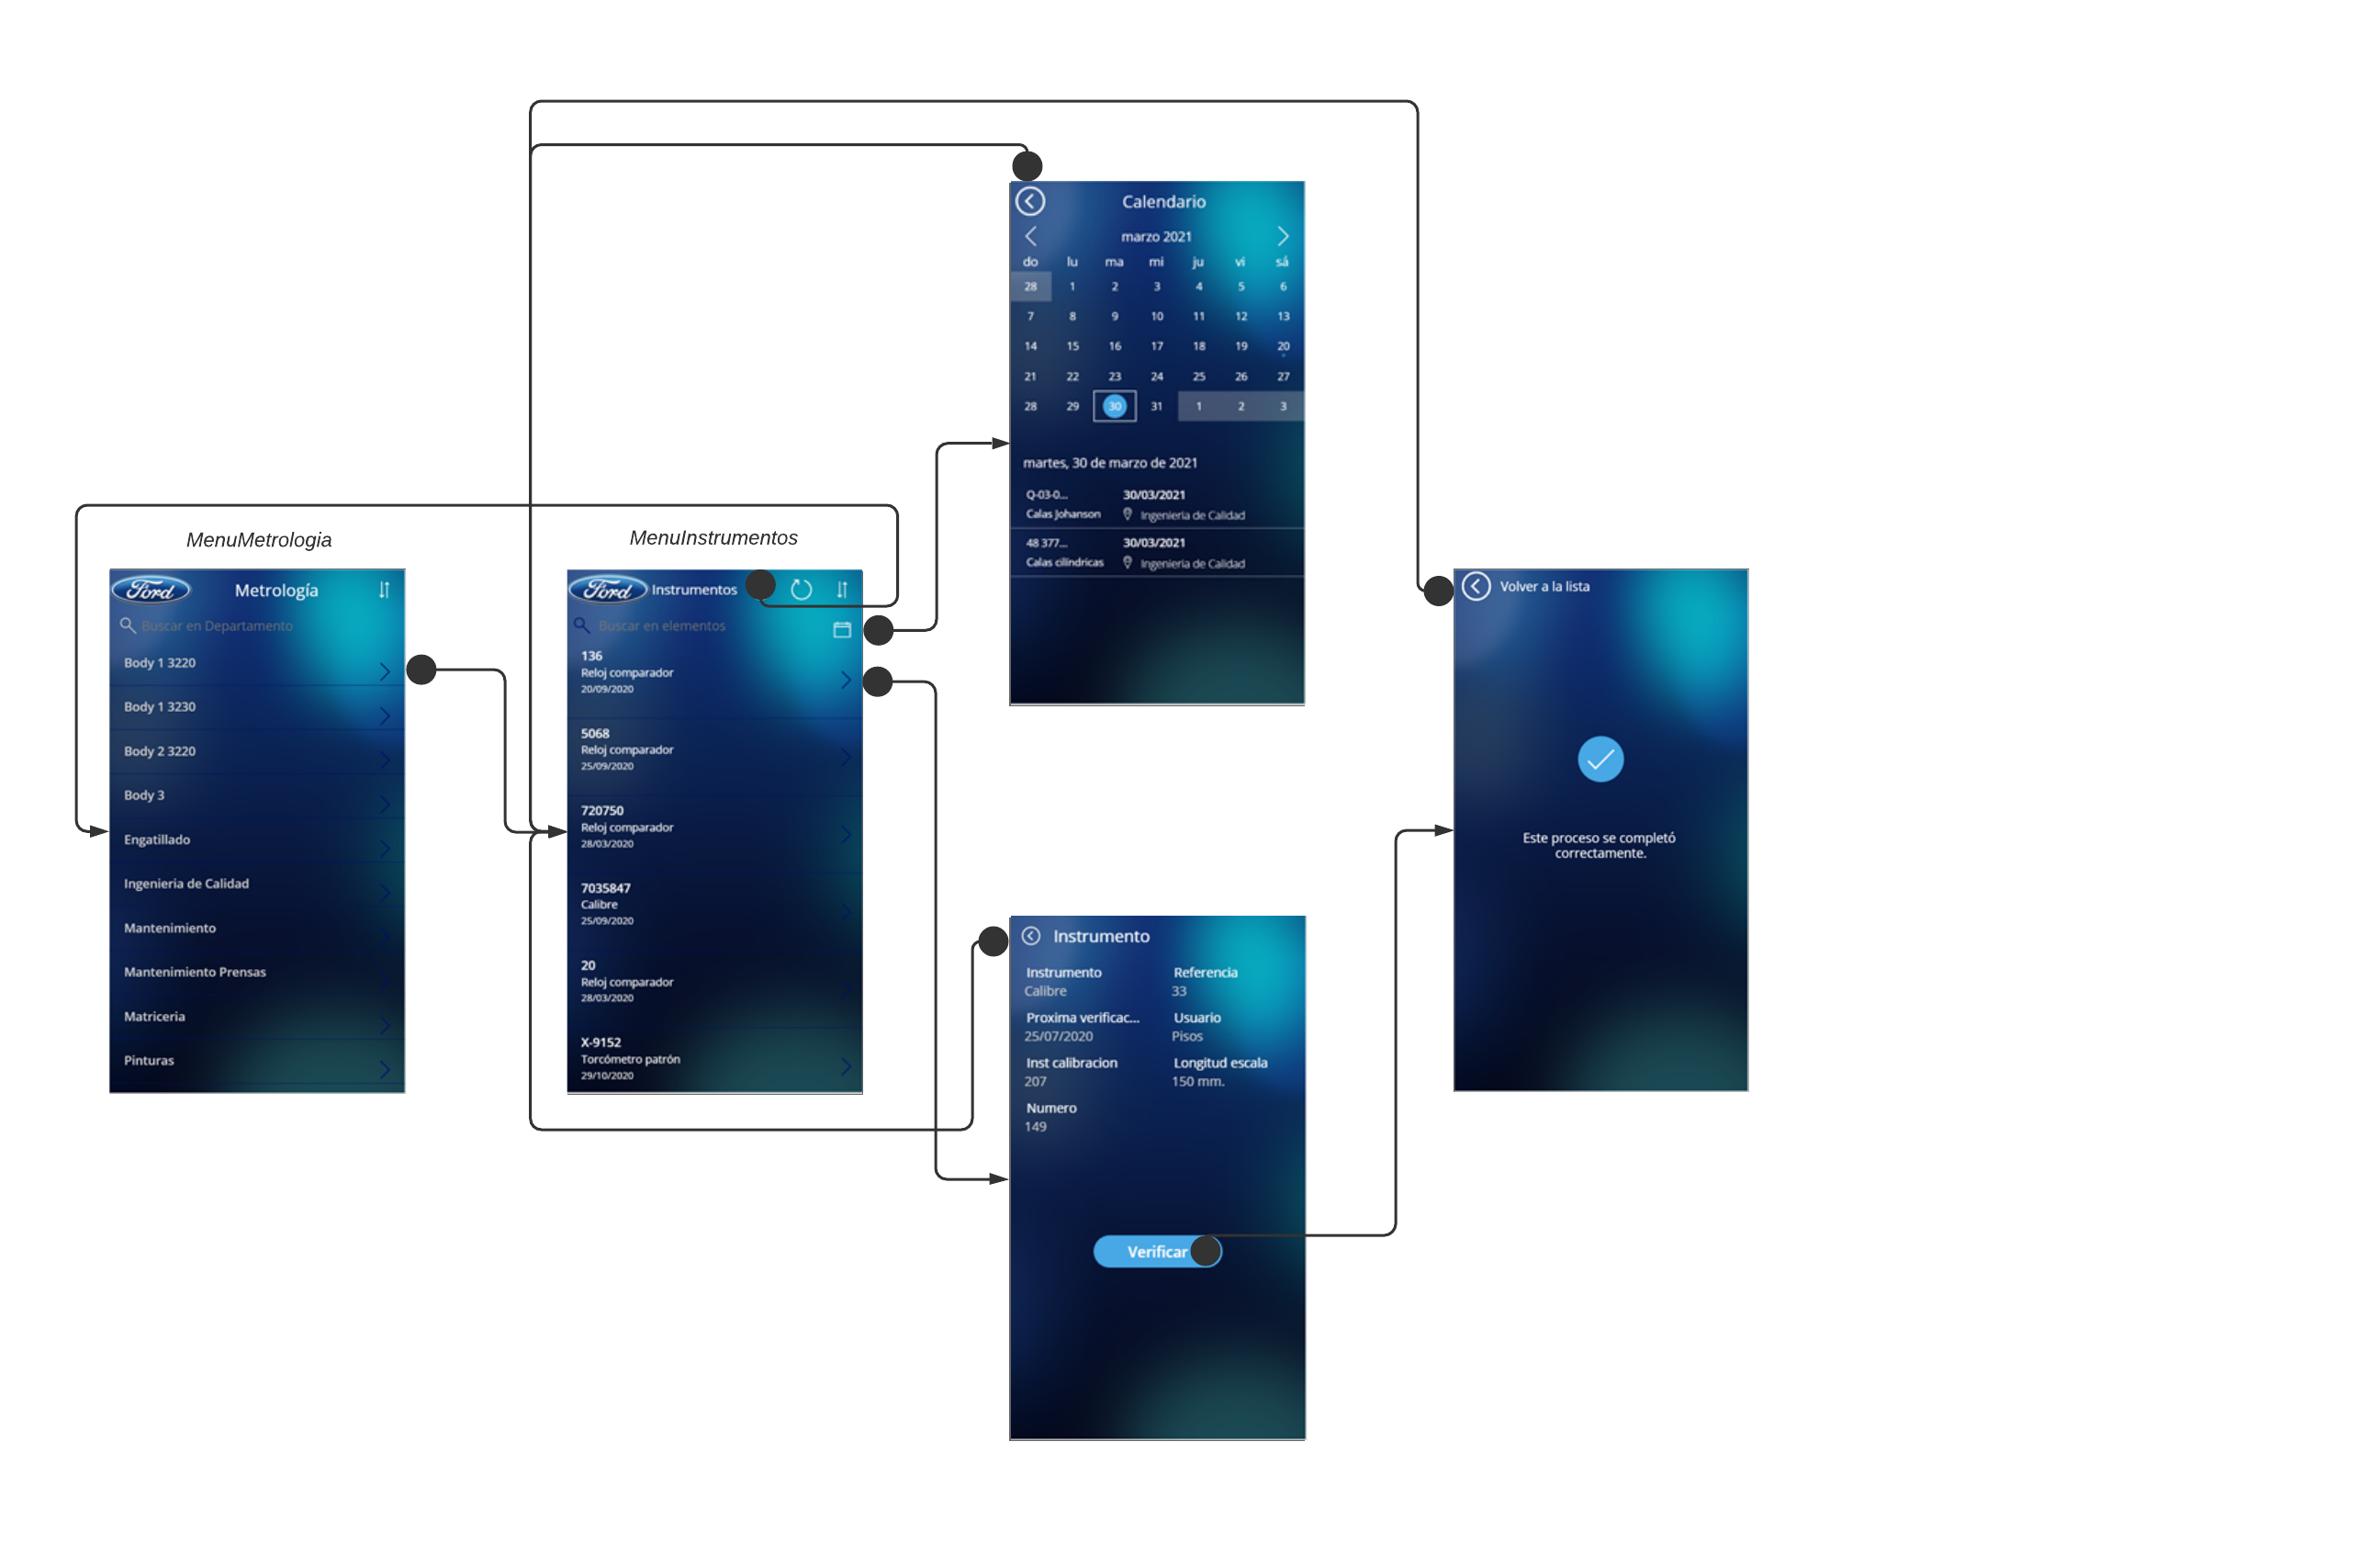 MenuMetrologia
Ford
Metrología
Buscar en Departamento
Body 1 3220
Body 1 3230
Body 2 3220
Body 3
Engatillado
Ingenieria de Calidad
Mantenimiento
Mantenimiento Prensas
Matriceria
Pinturas
MenuInstrumentos
Ford
Instrumentos
Buscar en elementos
136
Reloj comparador
20/09/2020
5068
Reloj comparador
25/09/2020
720750
Reloj comparador
28/03/2020
7035847
Calibre
25/09/2020
20
Reloj comparador
28/03/2020
X-9152
Torcómetro patrón
29/10/2020
Calendario
marzo 2021
do lu ma mi ju vi sá
28 1 2 3 4 5 6
7 8 9 10 11 12 13
14 15 16 17 18 19 20
21 22 23 24 25 26 27
28 29 30 31 1 2 3
martes, 30 de marzo de 2021
Q-03-0... 30/03/2021
Calas Johanson Ingenieria de Calidad
48 377... 30/03/2021
Calas cilíndricas Ingenieria de Calidad
Instrumento
Instrumento Referencia
Calibre 33
Proxima verificac... Usuario
25/07/2020 Pisos
Inst calibracion Longitud escala
207 150 mm.
Numero
149
Verificar
Volver a la lista
Este proceso se completó
correctamente.